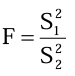 F = S₁² / S₂²